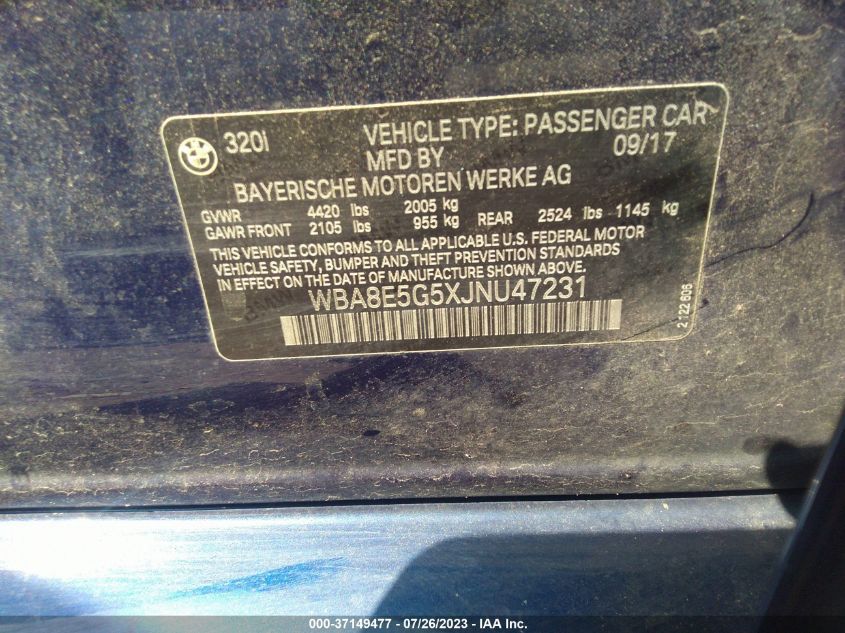 320I VEHICLE TYPE: PASSENGER CAR
MFD BY 09/17
BAYERISCHE MOTOREN WERKE AG
GVWR 4420 lbs 2005 kg
GAWR FRONT 2105 lbs 955 kg REAR 2524 lbs 1145 kg
THIS VEHICLE CONFORMS TO ALL APPLICABLE U.S. FEDERAL MOTOR
VEHICLE SAFETY, BUMPER AND THEFT PREVENTION STANDARDS
IN EFFECT ON THE DATE OF MANUFACTURE SHOWN ABOVE.
WBA8E5G5XJNU47231
2122 606
000-37149477 / 07/26/2023 / IAA Inc.